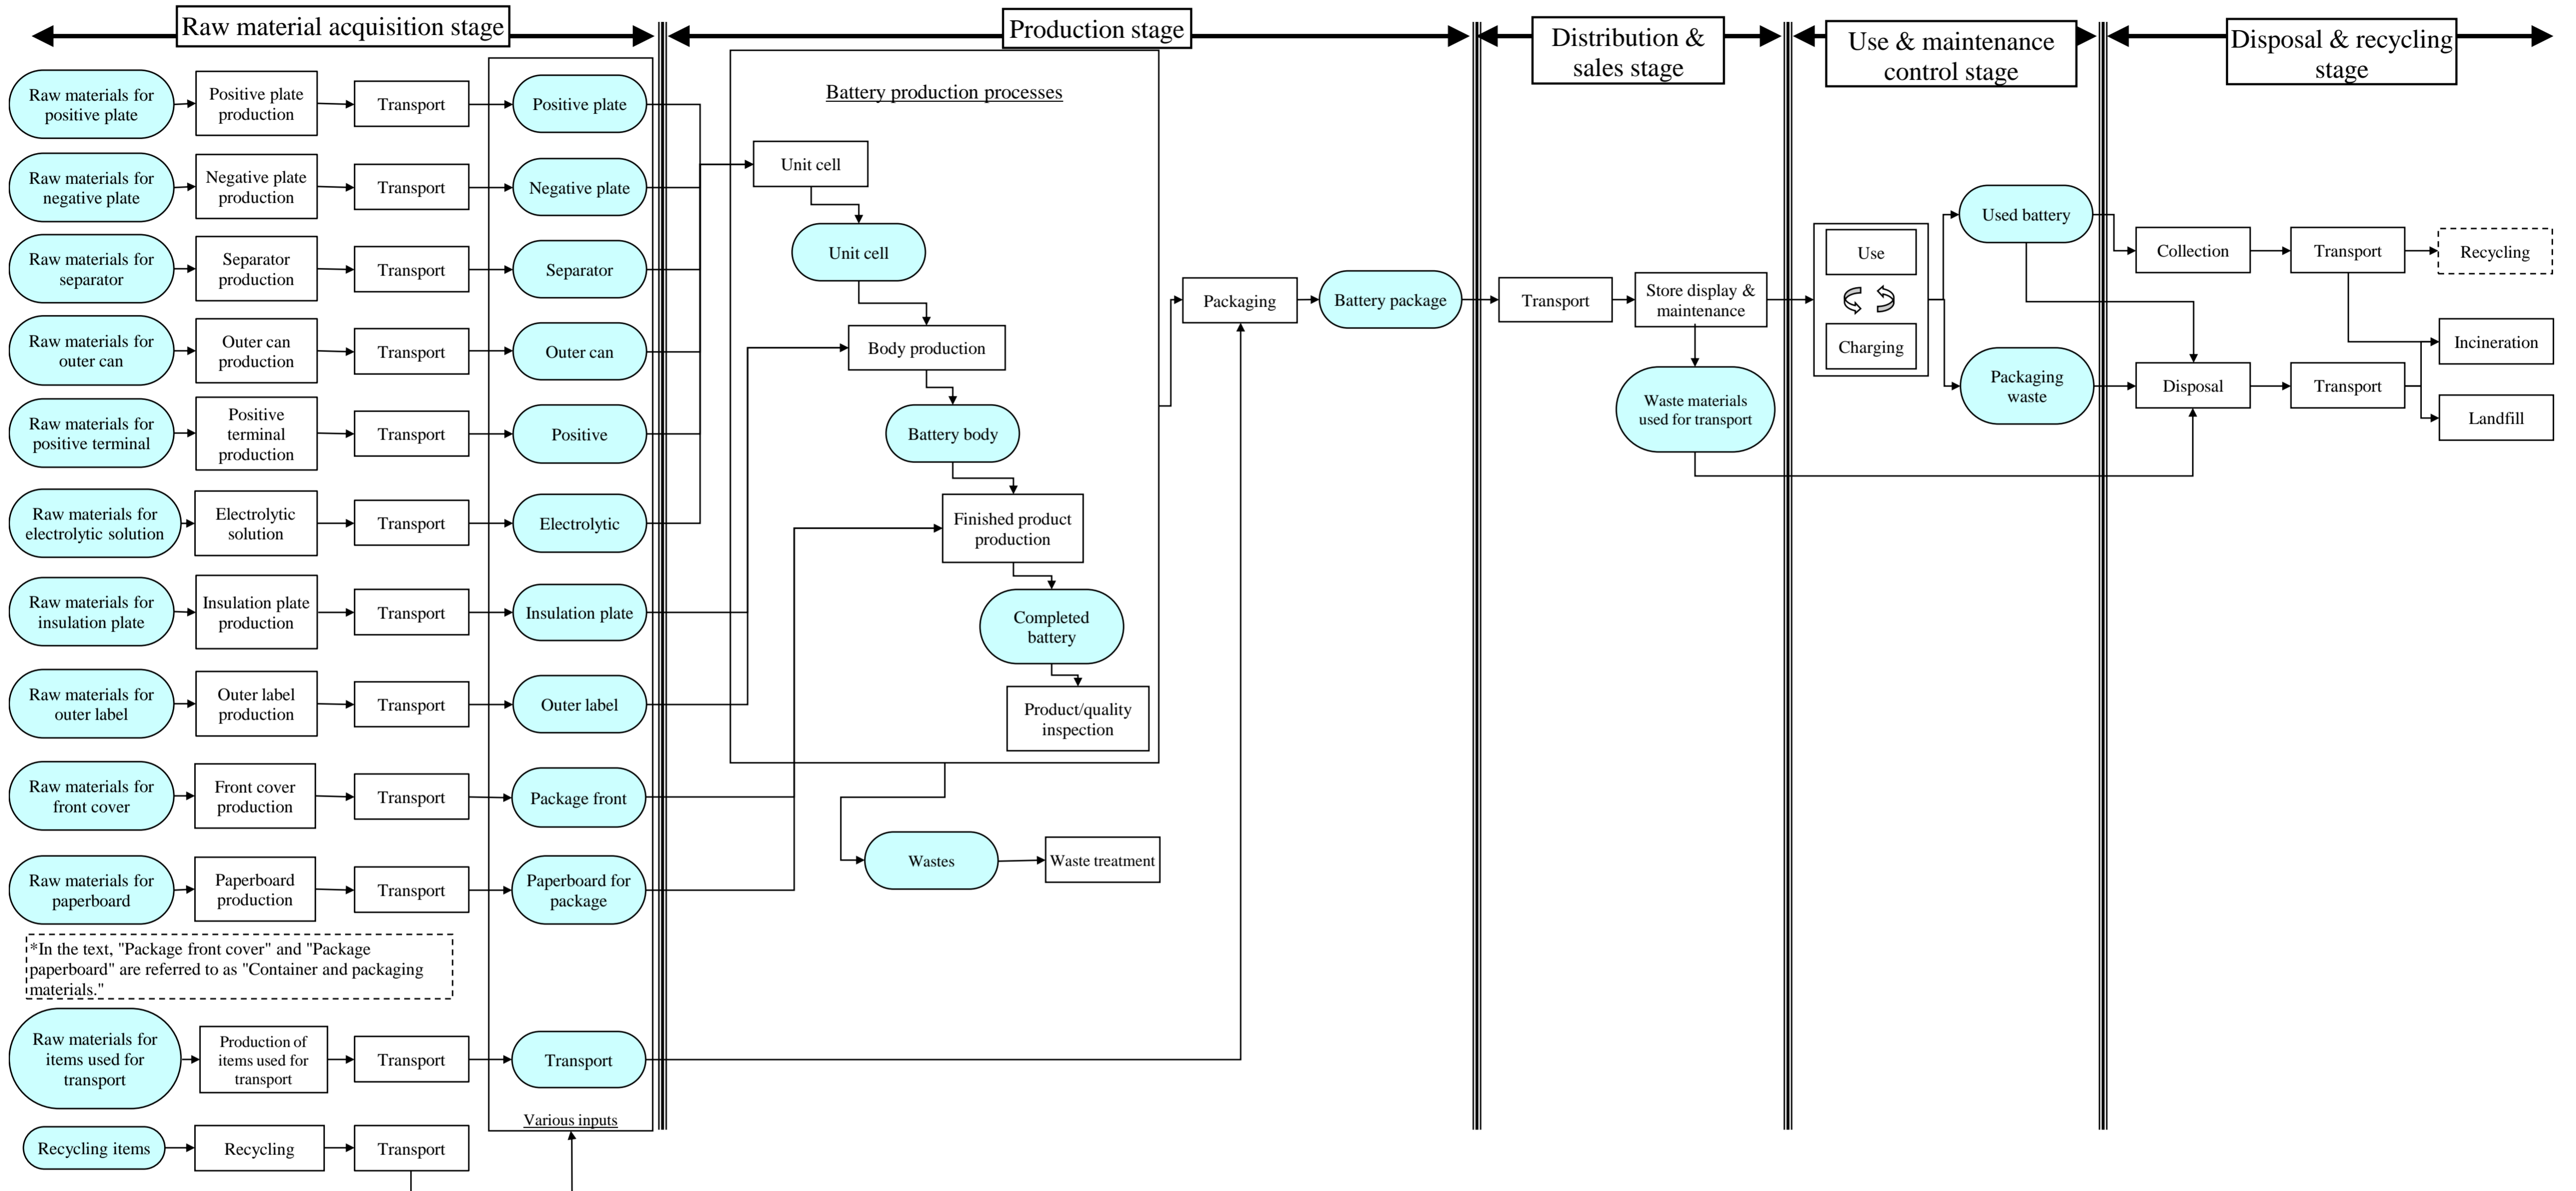 Raw material acquisition stage
Production stage
Distribution &
sales stage
Use & maintenance
control stage
Disposal & recycling
stage
Raw materials for
positive plate
Positive plate
production
Transport
Positive plate
Raw materials for
negative plate
Negative plate
production
Transport
Negative plate
Raw materials for
separator
Separator
production
Transport
Separator
Raw materials for
outer can
Outer can
production
Transport
Outer can
Raw materials for
positive terminal
Positive
terminal
production
Transport
Positive
Raw materials for
electrolytic solution
Electrolytic
solution
Transport
Electrolytic
Raw materials for
insulation plate
Insulation plate
production
Transport
Insulation plate
Raw materials for
outer label
Outer label
production
Transport
Outer label
Raw materials for
front cover
Front cover
production
Transport
Package front
Raw materials for
paperboard
Paperboard
production
Transport
Paperboard for
package
*In the text, "Package front cover" and "Package
paperboard" are referred to as "Container and packaging
materials."
Raw materials for
items used for
transport
Production of
items used for
transport
Transport
Transport
Various inputs
Recycling items
Recycling
Transport
Battery production processes
Unit cell
Unit cell
Body production
Battery body
Finished product
production
Completed
battery
Product/quality
inspection
Wastes
Waste treatment
Packaging
Battery package
Transport
Store display &
maintenance
Waste materials
used for transport
Use
Charging
Used battery
Packaging
waste
Collection
Transport
Recycling
Incineration
Disposal
Transport
Landfill